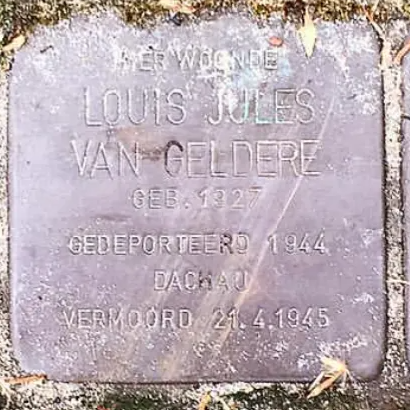 HIER WOONDE
LOUIS JULES
VAN GELDERE
GEB. 1927
GEDEPORTEERD 1944
DACHAU
VERMOORD 21.4.1945